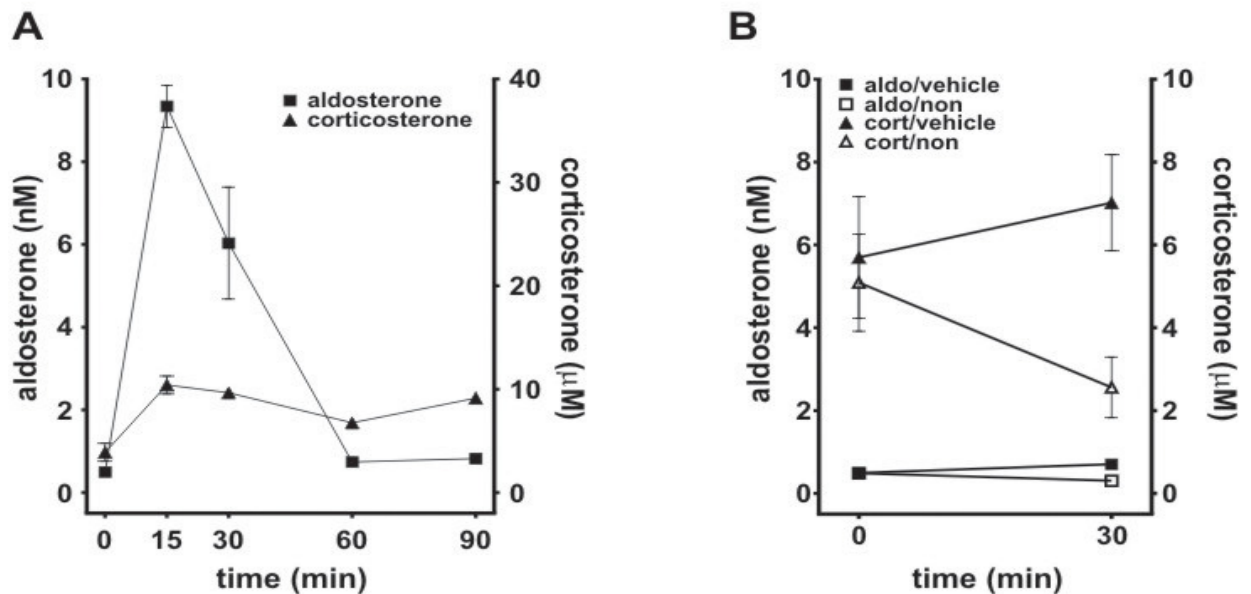 A
aldosterone (nM)
10
8
6
4
2
0
aldosterone
corticosterone
40
30
20
10
0
corticosterone (μM)
0 15 30 60 90
time (min)
B
aldosterone (nM)
10
8
6
4
2
0
aldo/vehicle
aldo/non
cort/vehicle
cort/non
10
8
6
4
2
0
corticosterone (μM)
0 30
time (min)